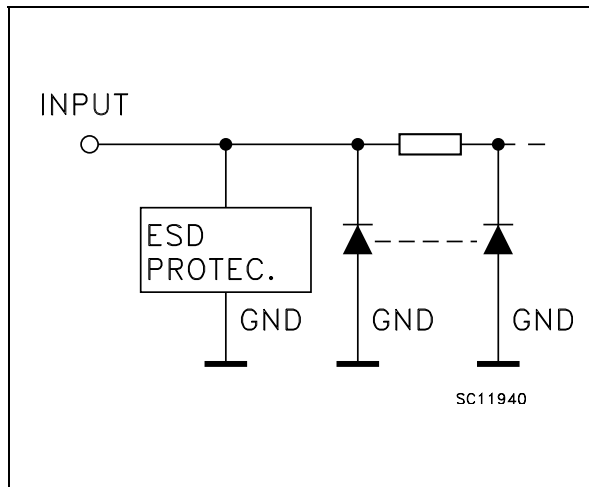 INPUT
ESD
PROTEC.
GND
GND
GND
SC11940